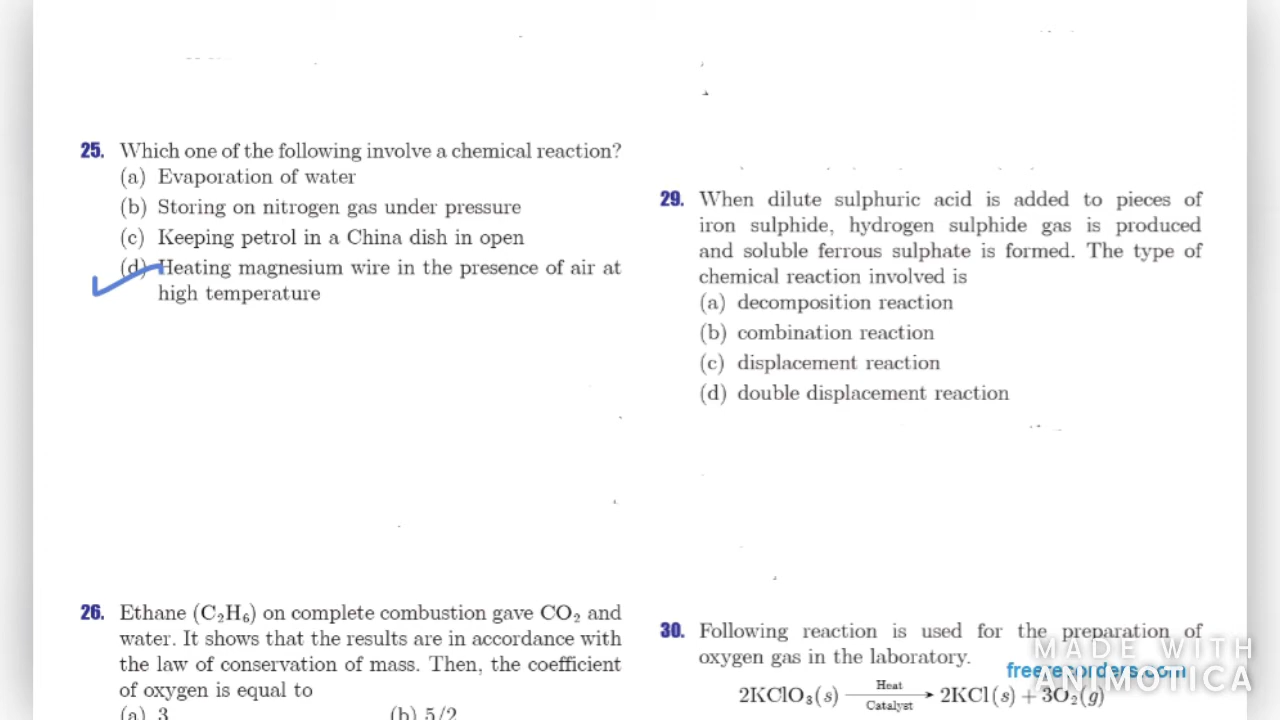 25. Which one of the following involve a chemical reaction?
(a) Evaporation of water
(b) Storing on nitrogen gas under pressure
(c) Keeping petrol in a China dish in open
(d) Heating magnesium wire in the presence of air at
high temperature
26. Ethane (C₂H₆) on complete combustion gave CO₂ and
water. It shows that the results are in accordance with
the law of conservation of mass. Then, the coefficient
of oxygen is equal to
(a) 3 (b) 5/2
29. When dilute sulphuric acid is added to pieces of
iron sulphide, hydrogen sulphide gas is produced
and soluble ferrous sulphate is formed. The type of
chemical reaction involved is
(a) decomposition reaction
(b) combination reaction
(c) displacement reaction
(d) double displacement reaction
30. Following reaction is used for the preparation of
oxygen gas in the laboratory.
2KClO₃(s) Heat Catalyst → 2KCl(s) + 3O₂(g)
MADE WITH
ANIMOTICA
freerecorders.com